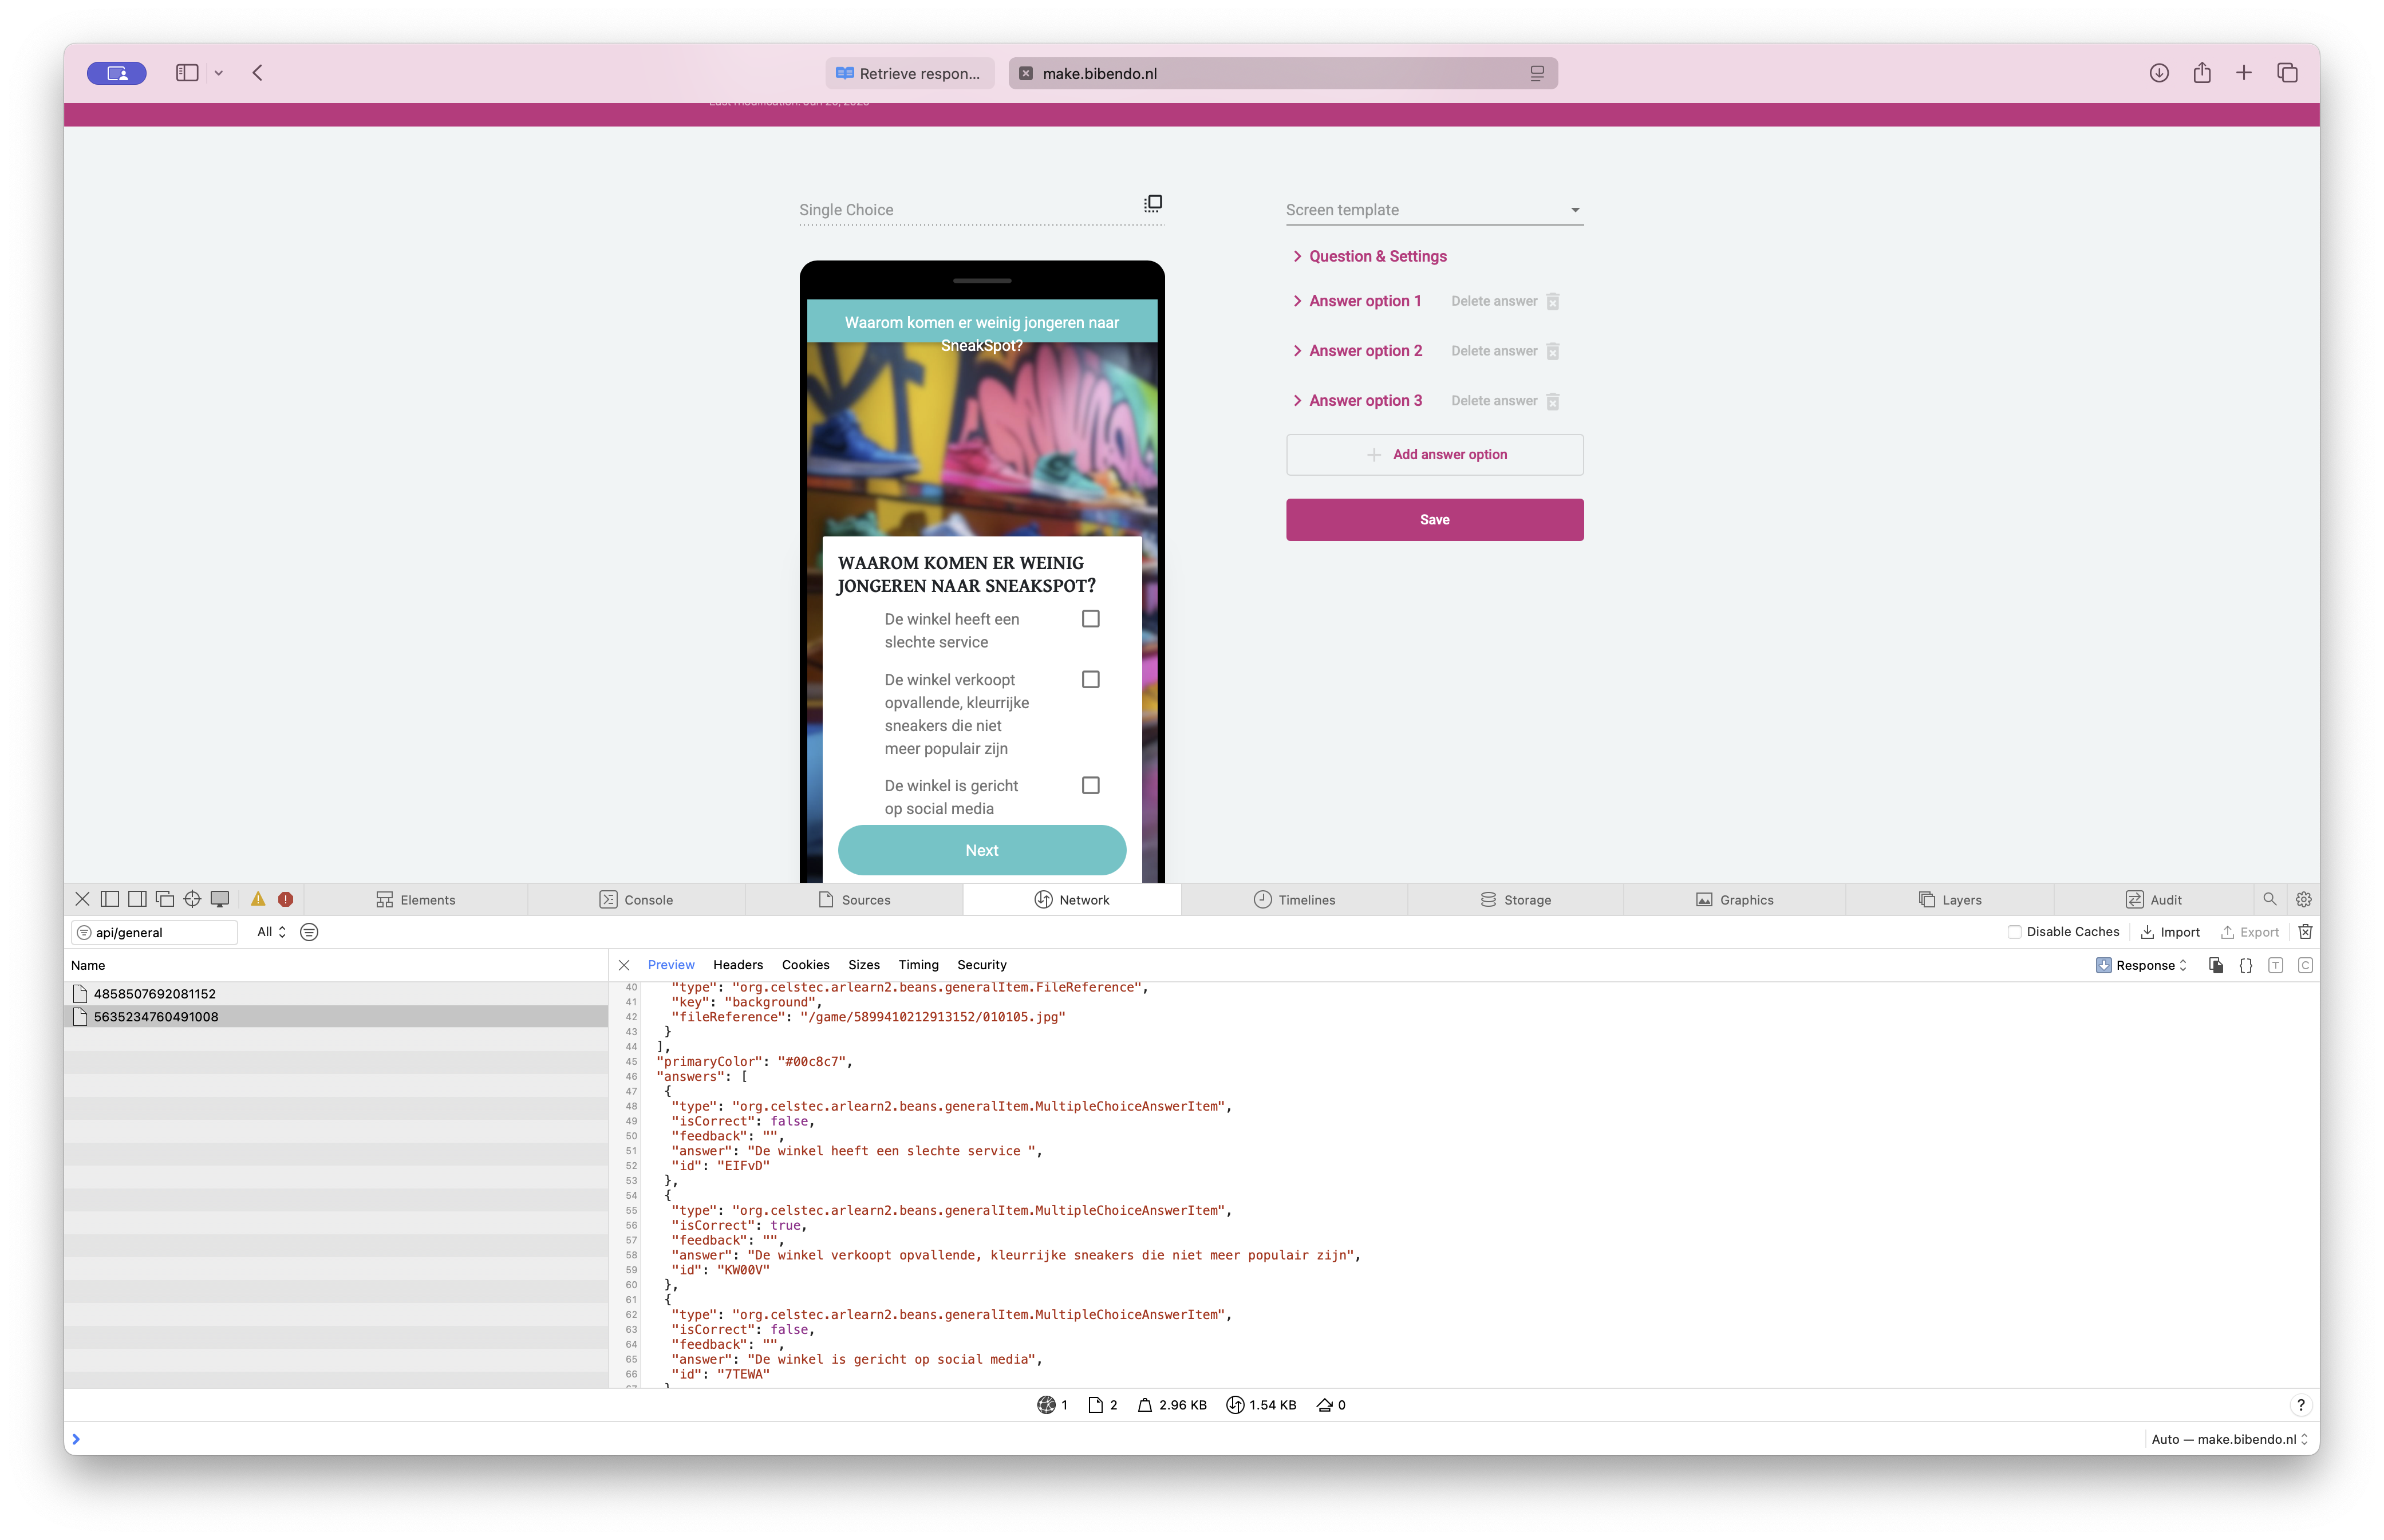 Retrieve respon...
make.bibendo.nl
Last modification: Jun 26, 2025
Single Choice
Waarom komen er weinig jongeren naar
SneakSpot?
WAAROM KOMEN ER WEINIG
JONGEREN NAAR SNEAKSPOT?
De winkel heeft een
slechte service
De winkel verkoopt
opvallende, kleurrijke
sneakers die niet
meer populair zijn
De winkel is gericht
op social media
Next
Screen template
Question & Settings
Answer option 1 Delete answer
Answer option 2 Delete answer
Answer option 3 Delete answer
Add answer option
Save
Elements Console Sources Network Timelines Storage Graphics Layers Audit
api/general All Disable Caches Import Export
Name
4858507692081152
5635234760491008
Preview Headers Cookies Sizes Timing Security Response {} T C
40 "type": "org.celstec.arlearn2.beans.generalItem.FileReference",
41 "key": "background",
42 "fileReference": "/game/5899410212913152/010105.jpg"
43 }
44 ],
45 "primaryColor": "#00c8c7",
46 "answers": [
47 {
48 "type": "org.celstec.arlearn2.beans.generalItem.MultipleChoiceAnswerItem",
49 "isCorrect": false,
50 "feedback": "",
51 "answer": "De winkel heeft een slechte service ",
52 "id": "EIFvD"
53 },
54 {
55 "type": "org.celstec.arlearn2.beans.generalItem.MultipleChoiceAnswerItem",
56 "isCorrect": true,
57 "feedback": "",
58 "answer": "De winkel verkoopt opvallende, kleurrijke sneakers die niet meer populair zijn",
59 "id": "KW00V"
60 },
61 {
62 "type": "org.celstec.arlearn2.beans.generalItem.MultipleChoiceAnswerItem",
63 "isCorrect": false,
64 "feedback": "",
65 "answer": "De winkel is gericht op social media",
66 "id": "7TEWA"
67 }
1 2 2.96 KB 1.54 KB 0 ?
Auto — make.bibendo.nl